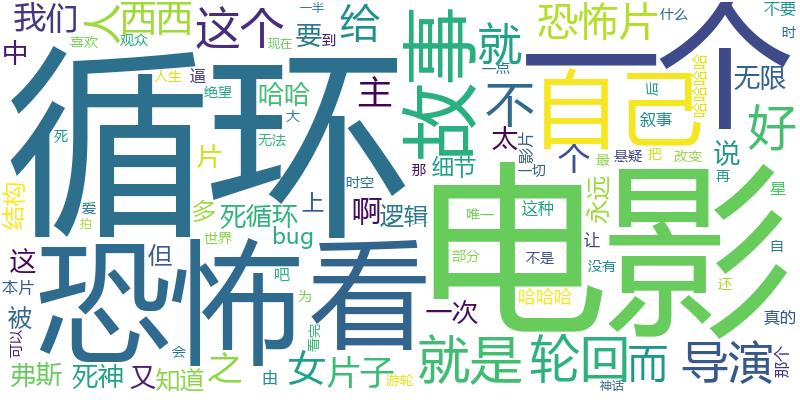 我们
人
西西
这个
要
到
一半
给
故事
就
一个
恐怖片
什么
不要
时
中
喜欢
观众
现在
人生
逼
绝望
哈哈
主
一点
不
自己
后
叙事
哈哈哈哈
无限
循环
死
大
无法
片
太
影片
个
最
悬疑
把
改变
好
说
再
那
细节
一切
结构
爱
拍
多
死循环
时空
上
啊
逻辑
电影
唯一
这种
永远
星
世界
bug
让
自
这
但
恐怖
看
吧
部分
不是
没有
还
本片
被
为
一次
哈哈哈
真的
可以
会
看完
弗斯
死神
又
知道
之
由
女
片子
游轮
就是
轮回
而
神话
导演
那个